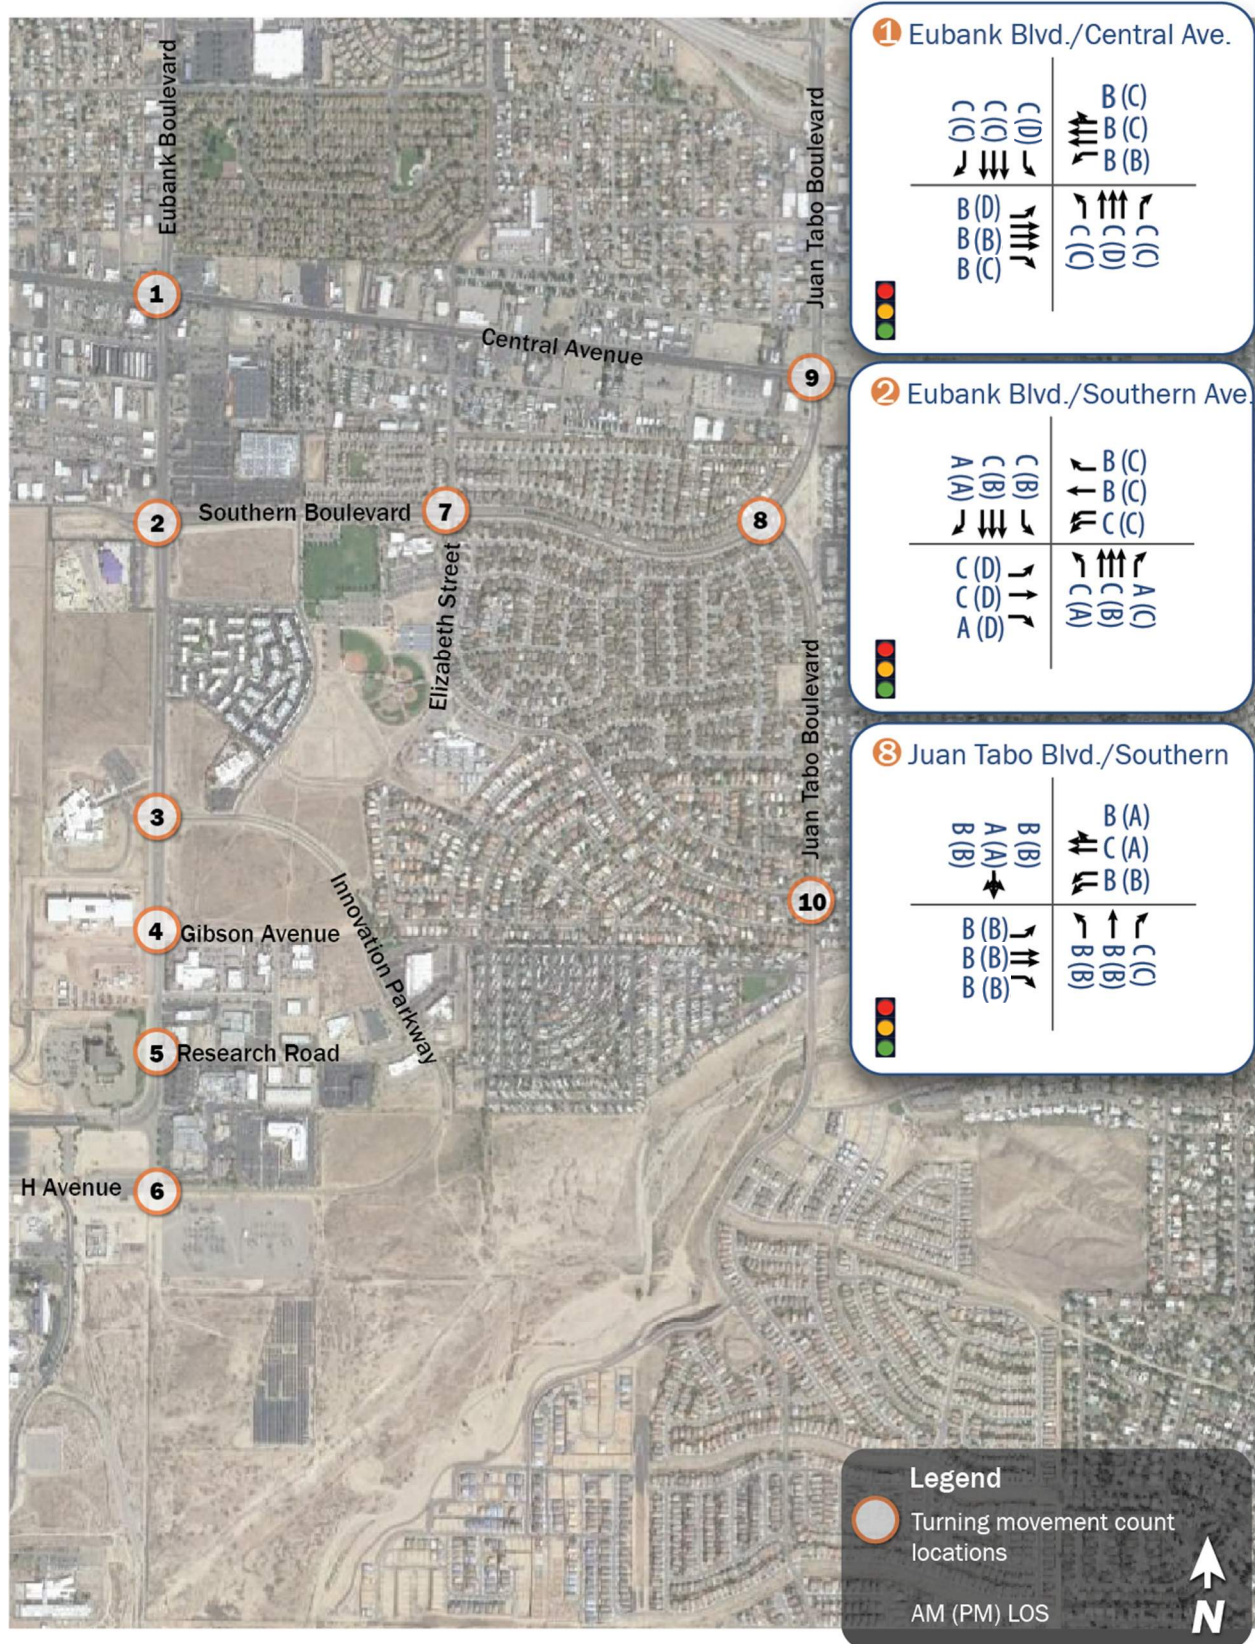 Eubank Boulevard
Juan Tabo Boulevard
1
Central Avenue
9
2
Southern Boulevard
7
8
Elizabeth Street
Juan Tabo Boulevard
3
10
Innovation Parkway
4
Gibson Avenue
5
Research Road
H Avenue
6
1 Eubank Blvd./Central Ave.
C (C)
C (C)
C (D)
B (C)
B (C)
B (B)
B (D)
B (B)
B (C)
C (C)
C (D)
C (C)
2 Eubank Blvd./Southern Ave.
A (A)
C (B)
C (B)
B (C)
B (C)
C (C)
C (D)
C (D)
A (D)
C (A)
C (B)
A (C)
8 Juan Tabo Blvd./Southern
B (B)
A (A)
B (B)
B (A)
C (A)
B (B)
B (B)
B (B)
B (B)
B (B)
B (B)
C (C)
Legend
Turning movement count
locations
AM (PM) LOS
N